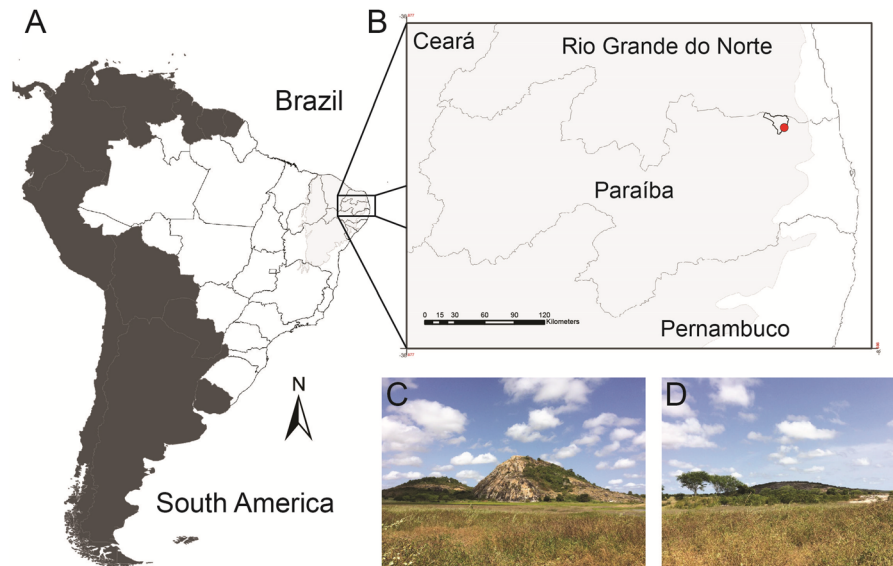 A
B
Ceará
Rio Grande do Norte
Brazil
Paraíba
0 15 30 60 90 120
Kilometers
Pernambuco
N
C
D
South America